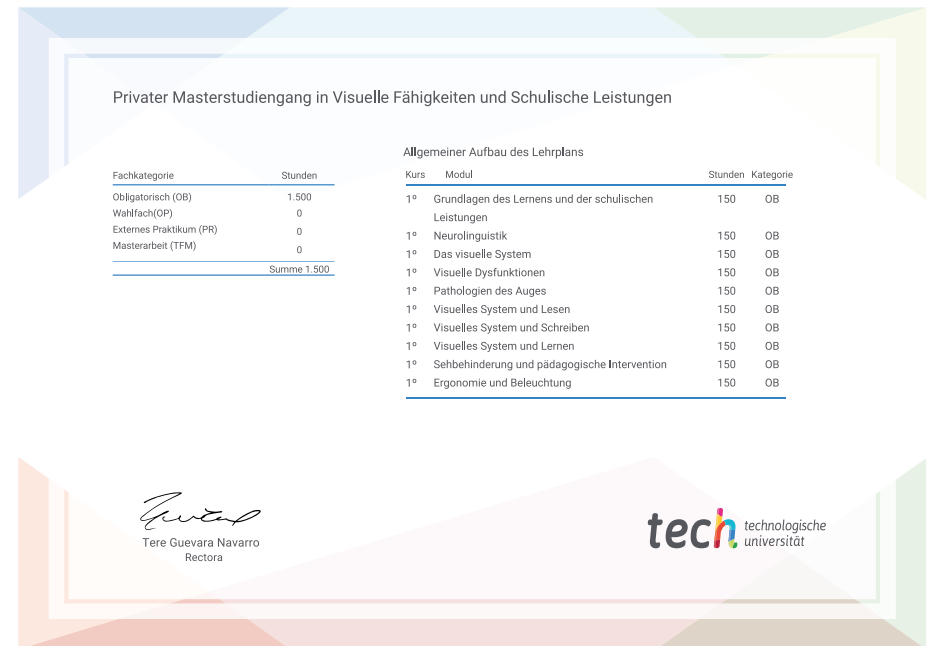 Privater Masterstudiengang in Visuelle Fähigkeiten und Schulische Leistungen
Fachkategorie Stunden
Obligatorisch (OB) 1.500
Wahlfach(OP) 0
Externes Praktikum (PR) 0
Masterarbeit (TFM) 0
Summe 1.500
Allgemeiner Aufbau des Lehrplans
Kurs Modul Stunden Kategorie
1º Grundlagen des Lernens und der schulischen 150 OB
Leistungen
1º Neurolinguistik 150 OB
1º Das visuelle System 150 OB
1º Visuelle Dysfunktionen 150 OB
1º Pathologien des Auges 150 OB
1º Visuelles System und Lesen 150 OB
1º Visuelles System und Schreiben 150 OB
1º Visuelles System und Lernen 150 OB
1º Sehbehinderung und pädagogische Intervention 150 OB
1º Ergonomie und Beleuchtung 150 OB
Tere Guevara Navarro
Rectora
tech technologische
universität